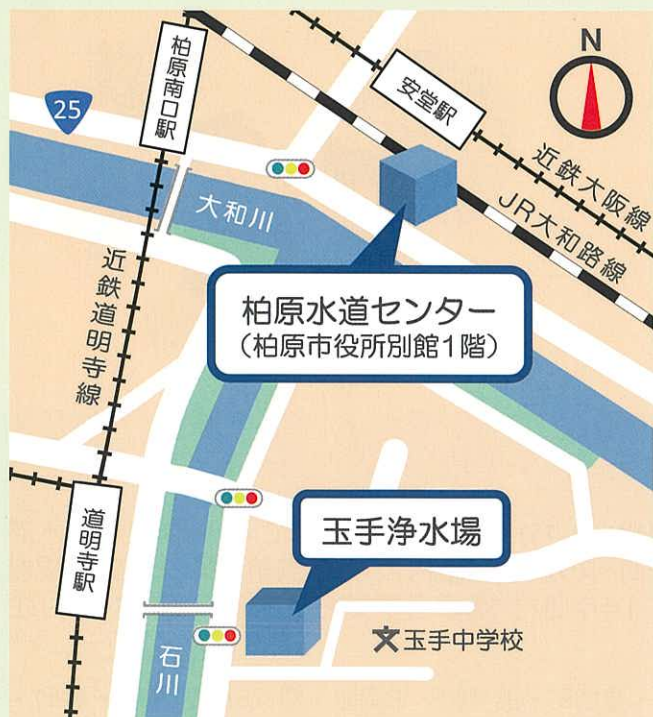 N
25
柏原南口駅
安堂駅
近鉄大阪線
JR大和路線
大和川
近鉄道明寺線
柏原水道センター
（柏原市役所別館1階）
道明寺駅
玉手浄水場
石川
文玉手中学校